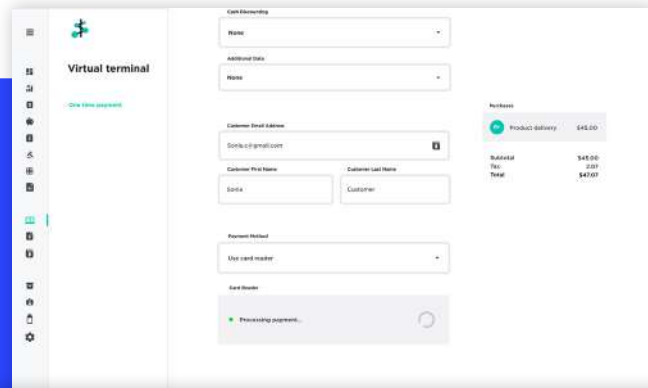 Cash Discounting
None
Virtual terminal
Additional Data
None
One time payment
Purchases
Product delivery $45.00
Customer Email Address
Sonia.c@gmail.com
Subtotal $45.00
Tax 2.07
Total $47.07
Customer First Name Customer Last Name
Sonia Customer
Payment Method
Use card reader
Card Reader
Processing payment...